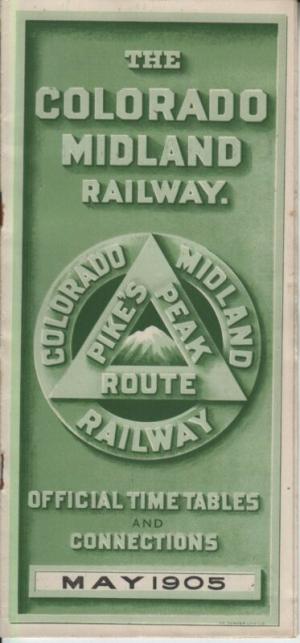 THE
COLORADO
MIDLAND
RAILWAY.
COLORADO MIDLAND
PIKE'S PEAK
ROUTE
RAILWAY
OFFICIAL TIME TABLES
AND
CONNECTIONS
MAY 1905